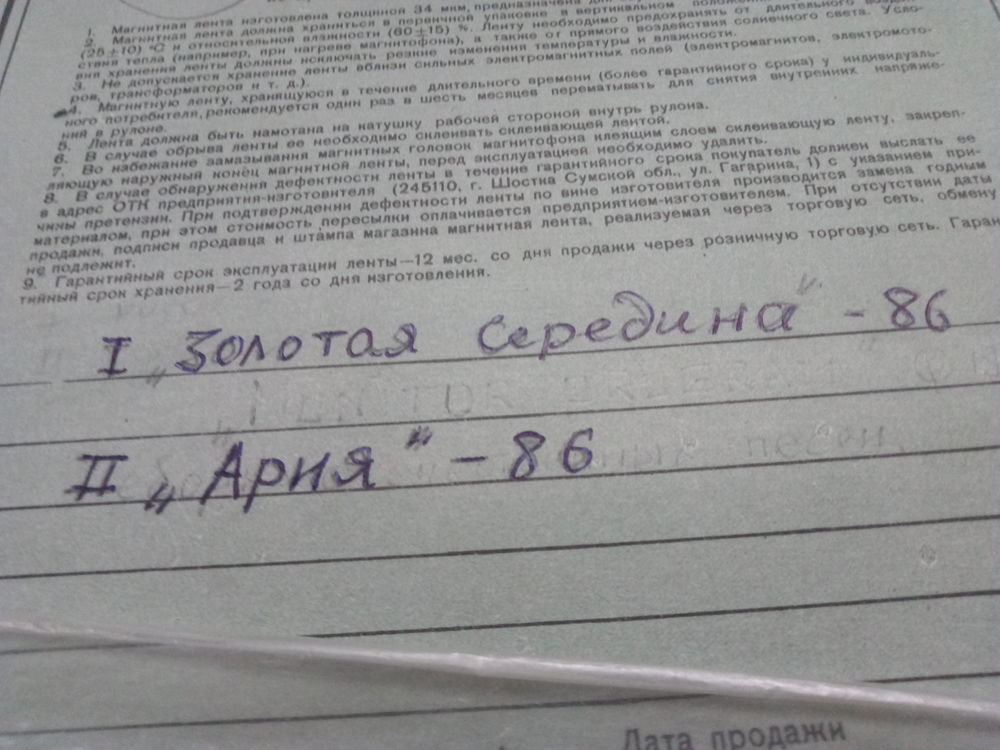 1. Магнитная лента изготовлена толщиной 34 мкм, предназначена
2. Магнитная лента должна храниться в первичной упаковке в вертикальном
(25±10) °С и относительной влажности (60±15) %. Ленту необходимо предохранять от длительного
ствия тепла (например, при нагреве магнитофона), а также от прямого воздействия солнечного света. Усло-
вия хранения ленты должны исключать резкие изменения температуры и влажности.
3. Не допускается хранение ленты вблизи сильных электромагнитных полей (электромагнитов, электромото-
ров, трансформаторов и т. д.).
4. Магнитную ленту, хранящуюся в течение длительного времени (более гарантийного срока) у индивидуаль-
ного потребителя, рекомендуется один раз в шесть месяцев перематывать для снятия внутренних напряже-
ний в рулоне.
5. Лента должна быть намотана на катушку рабочей стороной внутрь рулона.
6. В случае обрыва ленты ее необходимо склеивать склеивающей лентой.
7. Во избежание замазывания магнитных головок магнитофона клеящим слоем склеивающую ленту, закреп-
ляющую наружный конец магнитной ленты, перед эксплуатацией необходимо удалить.
8. В случае обнаружения дефектности ленты в течение гарантийного срока покупатель должен выслать ее
в адрес ОТК предприятия-изготовителя (245110, г. Шостка Сумской обл., ул. Гагарина, 1) с указанием при-
чины претензии. При подтверждении дефектности ленты по вине изготовителя производится замена годным
материалом, при этом стоимость пересылки оплачивается предприятием-изготовителем. При отсутствии даты
продажи, подписи продавца и штампа магазина магнитная лента, реализуемая через торговую сеть, обмену
не подлежит.
9. Гарантийный срок эксплуатации ленты—12 мес. со дня продажи через розничную торговую сеть. Гаран
тийный срок хранения—2 года со дня изготовления.
I „Золотая Середина" - 86
II „Ария" - 86
Дата продажи